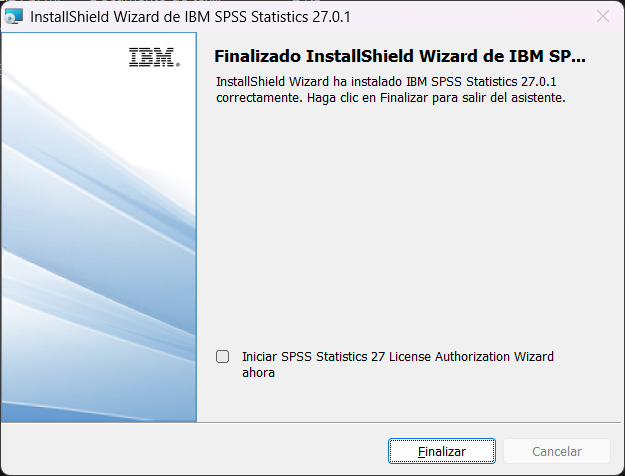 InstallShield Wizard de IBM SPSS Statistics 27.0.1
IBM®
Finalizado InstallShield Wizard de IBM SP...
InstallShield Wizard ha instalado IBM SPSS Statistics 27.0.1
correctamente. Haga clic en Finalizar para salir del asistente.
Iniciar SPSS Statistics 27 License Authorization Wizard
ahora
Finalizar
Cancelar